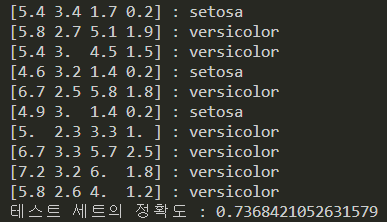 [5.4 3.4 1.7 0.2] : setosa
[5.8 2.7 5.1 1.9] : versicolor
[5.4 3.  4.5 1.5] : versicolor
[4.6 3.2 1.4 0.2] : setosa
[6.7 2.5 5.8 1.8] : versicolor
[4.9 3.  1.4 0.2] : setosa
[5.  2.3 3.3 1. ] : versicolor
[6.7 3.3 5.7 2.5] : versicolor
[7.2 3.2 6.  1.8] : versicolor
[5.8 2.6 4.  1.2] : versicolor
테스트 세트의 정확도 : 0.7368421052631579